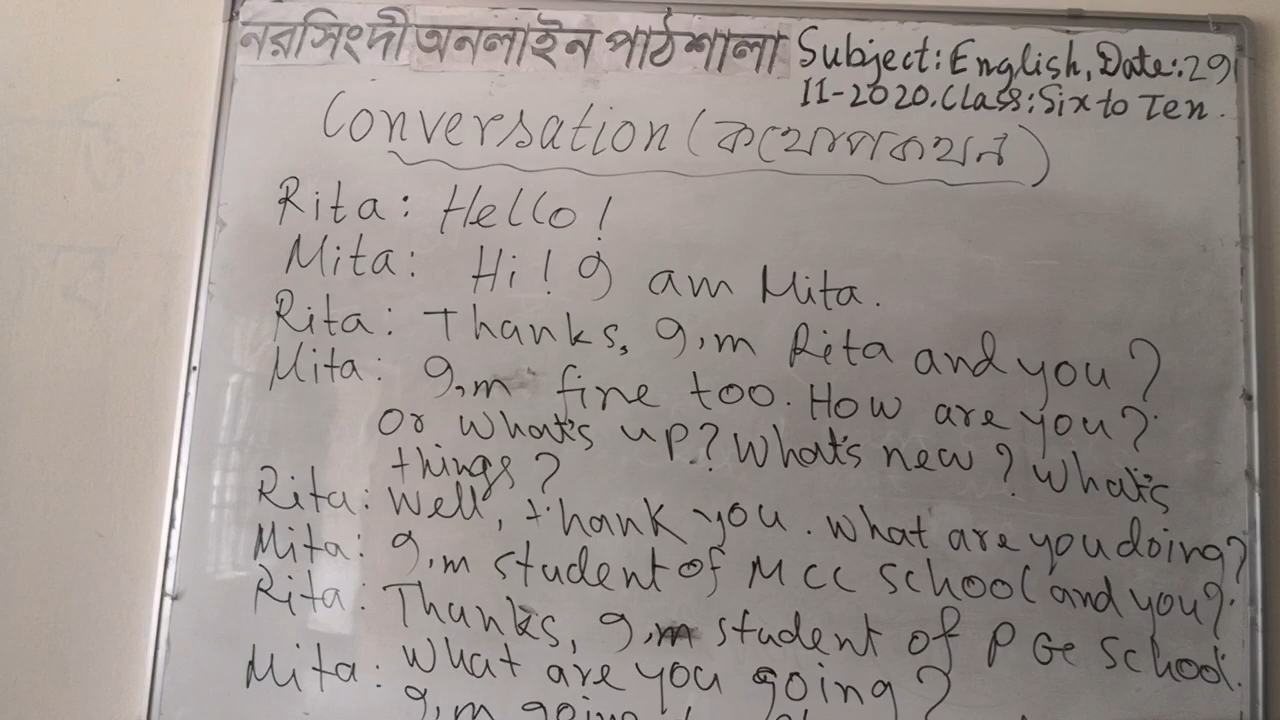 নরসিংদী অনলাইন পাঠশালা Subject: English, Date: 29
11-2020. Class: Six to Ten.
Conversation (কথোপকথন)
Rita: Hello!
Mita: Hi! I am Mita.
Rita: Thanks, I,m Rita and you?
Mita: I,m fine too. How are you?
or what's up? What's new? What's
things?
Rita: Well, thank you. What are you doing?
Mita: I,m student of MCC school and you?
Rita: Thanks, I,m student of PGC school.
Mita: What are you going?
I,m going